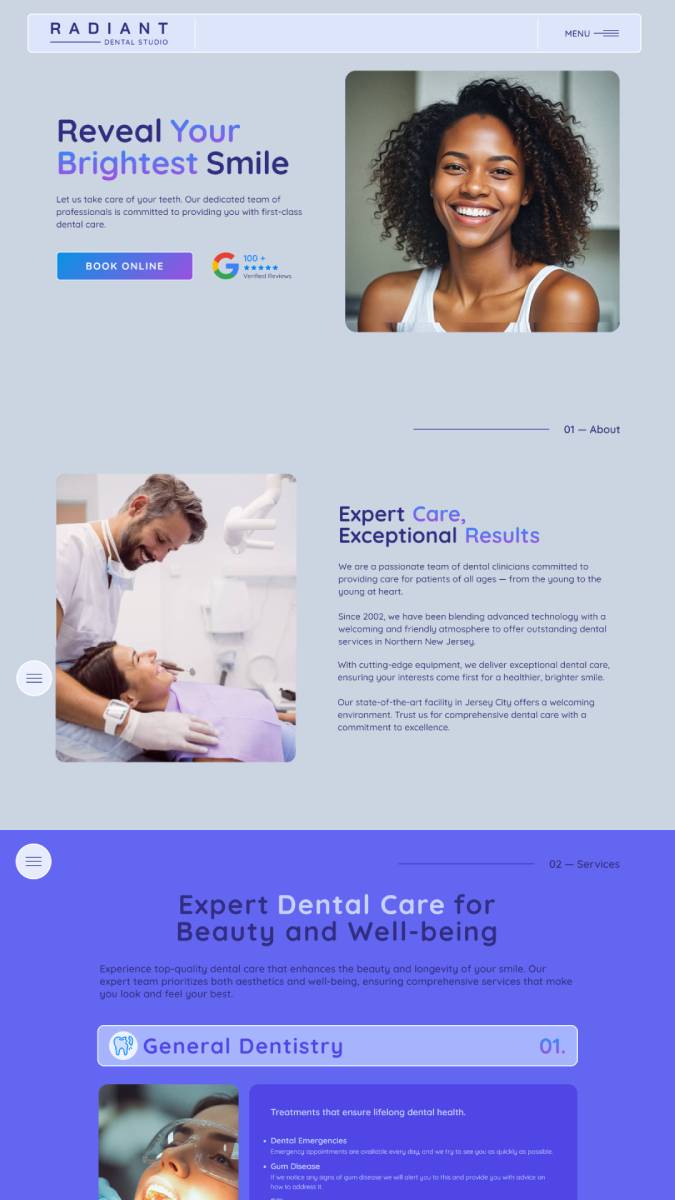 RADIANT
DENTAL STUDIO
MENU
Reveal Your
Brightest Smile
Let us take care of your teeth. Our dedicated team of
professionals is committed to providing you with first-class
dental care.
BOOK ONLINE
100 +
Verified Reviews
01 — About
Expert Care,
Exceptional Results
We are a passionate team of dental clinicians committed to
providing care for patients of all ages — from the young to the
young at heart.
Since 2002, we have been blending advanced technology with a
welcoming and friendly atmosphere to offer outstanding dental
services in Northern New Jersey.
With cutting-edge equipment, we deliver exceptional dental care,
ensuring your interests come first for a healthier, brighter smile.
Our state-of-the-art facility in Jersey City offers a welcoming
environment. Trust us for comprehensive dental care with a
commitment to excellence.
02 — Services
Expert Dental Care for
Beauty and Well-being
Experience top-quality dental care that enhances the beauty and longevity of your smile. Our
expert team prioritizes both aesthetics and well-being, ensuring comprehensive services that make
you look and feel your best.
General Dentistry 01.
Treatments that ensure lifelong dental health.
• Dental Emergencies
Emergency appointments are available every day, and we try to see you as quickly as possible.
• Gum Disease
If we notice any signs of gum disease we will alert you to this and provide you with advice on
how to address it.